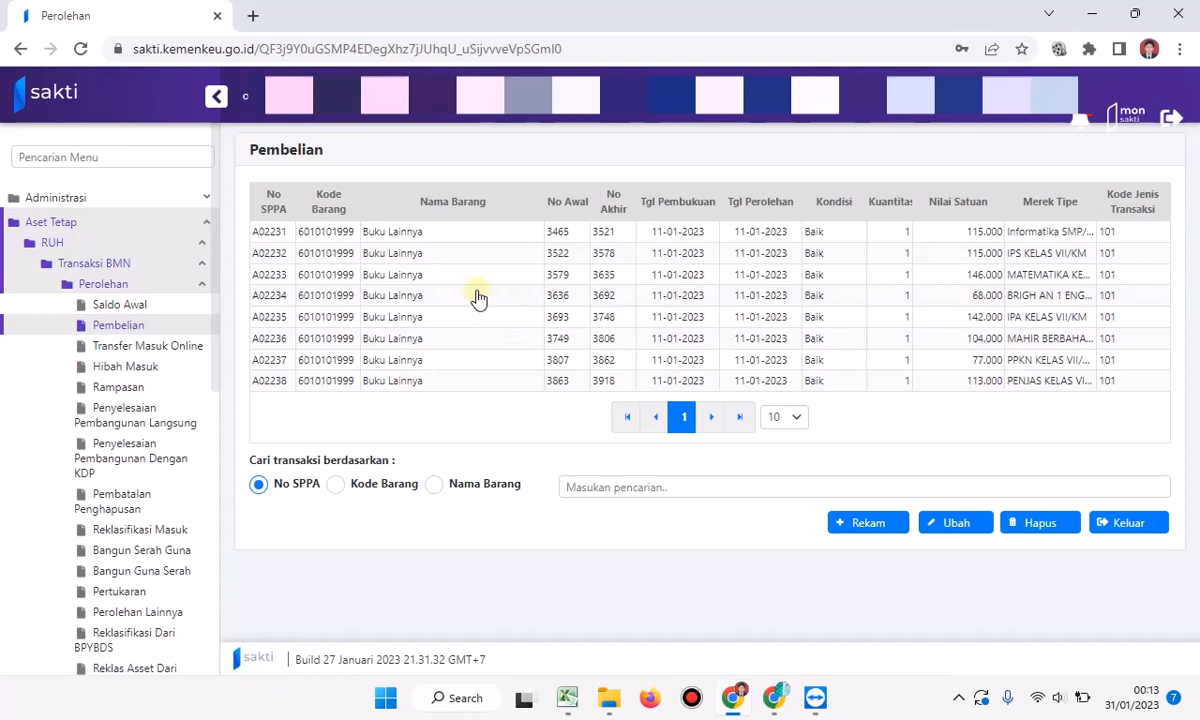 Perolehan
sakti.kemenkeu.go.id/QF3j9Y0uGSMP4EDegXhz7jJUhqU_uSijvvveVpSGmI0
sakti
mon
sakti
Pencarian Menu
Administrasi
Aset Tetap
RUH
Transaksi BMN
Perolehan
Saldo Awal
Pembelian
Transfer Masuk Online
Hibah Masuk
Rampasan
Penyelesaian
Pembangunan Langsung
Penyelesaian
Pembangunan Dengan
KDP
Pembatalan
Penghapusan
Reklasifikasi Masuk
Bangun Serah Guna
Bangun Guna Serah
Pertukaran
Perolehan Lainnya
Reklasifikasi Dari
BPYBDS
Reklas Asset Dari
Pembelian
No SPPA Kode Barang Nama Barang No Awal No Akhir Tgl Pembukuan Tgl Perolehan Kondisi Kuantitas Nilai Satuan Merek Tipe Kode Jenis Transaksi
A02231 6010101999 Buku Lainnya 3465 3521 11-01-2023 11-01-2023 Baik 1 115.000 Informatika SMP/... 101
A02232 6010101999 Buku Lainnya 3522 3578 11-01-2023 11-01-2023 Baik 1 115.000 IPS KELAS VII/KM 101
A02233 6010101999 Buku Lainnya 3579 3635 11-01-2023 11-01-2023 Baik 1 146.000 MATEMATIKA KE... 101
A02234 6010101999 Buku Lainnya 3636 3692 11-01-2023 11-01-2023 Baik 1 68.000 BRIGH AN 1 ENG... 101
A02235 6010101999 Buku Lainnya 3693 3748 11-01-2023 11-01-2023 Baik 1 142.000 IPA KELAS VII/KM 101
A02236 6010101999 Buku Lainnya 3749 3806 11-01-2023 11-01-2023 Baik 1 104.000 MAHIR BERBAHA... 101
A02237 6010101999 Buku Lainnya 3807 3862 11-01-2023 11-01-2023 Baik 1 77.000 PPKN KELAS VII/... 101
A02238 6010101999 Buku Lainnya 3863 3918 11-01-2023 11-01-2023 Baik 1 113.000 PENJAS KELAS VI... 101
1 10
Cari transaksi berdasarkan :
No SPPA Kode Barang Nama Barang Masukan pencarian..
Rekam Ubah Hapus Keluar
sakti Build 27 Januari 2023 21.31.32 GMT+7
Search
00:13
31/01/2023
7